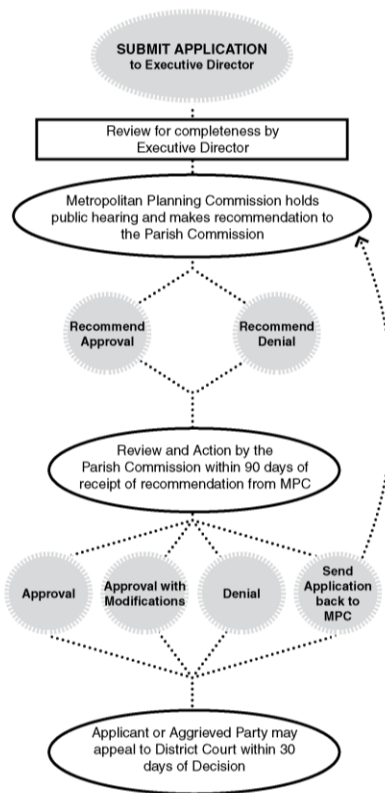 SUBMIT APPLICATION
to Executive Director
Review for completeness by
Executive Director
Metropolitan Planning Commission holds
public hearing and makes recommendation to
the Parish Commission
Recommend
Approval
Recommend
Denial
Review and Action by the
Parish Commission within 90 days of
receipt of recommendation from MPC
Approval
Approval with
Modifications
Denial
Send
Application
back to
MPC
Applicant or Aggrieved Party may
appeal to District Court within 30
days of Decision